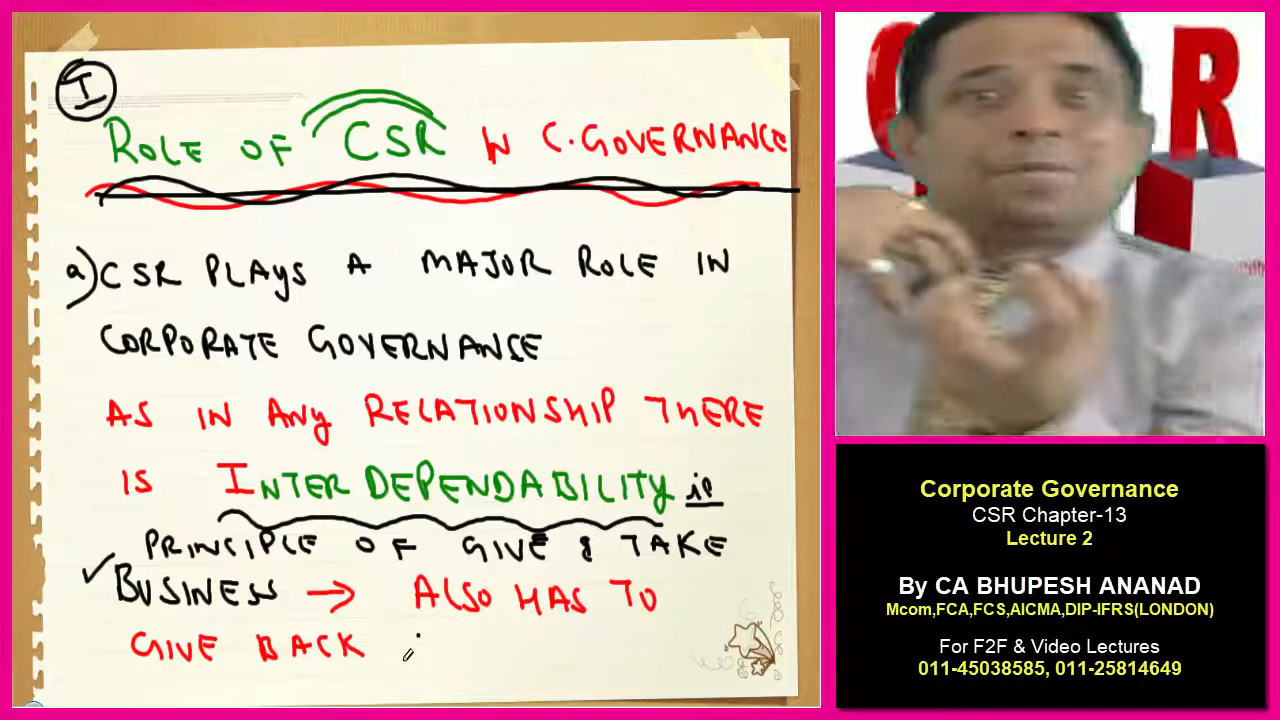 I
ROLE OF CSR IN C. GOVERNANCE
a) CSR PLAYS A MAJOR ROLE IN
CORPORATE GOVERNANCE
AS IN ANY RELATIONSHIP THERE
IS INTER DEPENDABILITY ie
PRINCIPLE OF GIVE & TAKE
✓ BUSINESS → ALSO HAS TO
GIVE BACK
C R
Corporate Governance
CSR Chapter-13
Lecture 2
By CA BHUPESH ANANAD
Mcom,FCA,FCS,AICMA,DIP-IFRS(LONDON)
For F2F & Video Lectures
011-45038585, 011-25814649